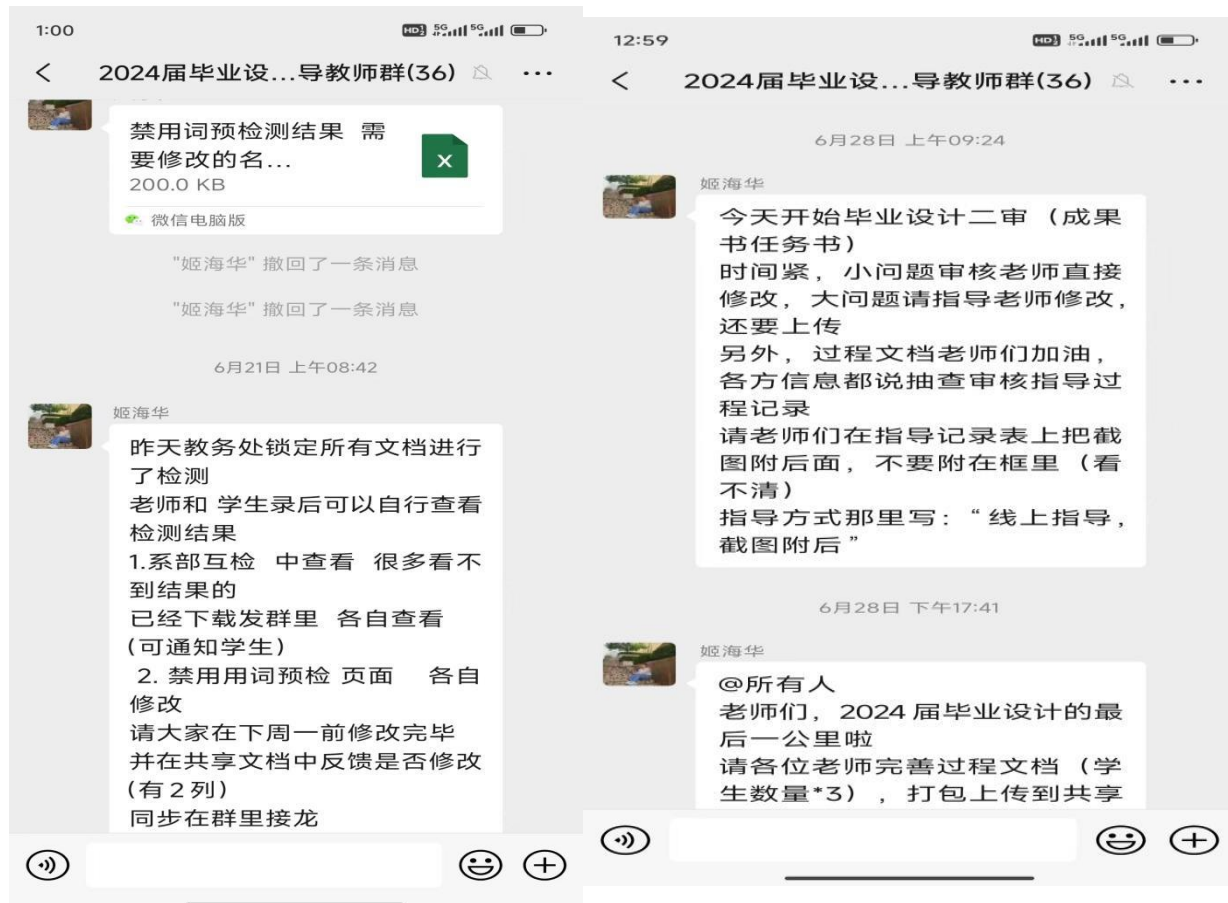 1:00
HD 5G 5G
2024届毕业设...导教师群(36)
禁用词预检测结果 需
要修改的名...
200.0 KB
X
微信电脑版
"姬海华" 撤回了一条消息
"姬海华" 撤回了一条消息
6月21日 上午08:42
姬海华
昨天教务处锁定所有文档进行
了检测
老师和 学生录后可以自行查看
检测结果
1.系部互检 中查看 很多看不
到结果的
已经下载发群里 各自查看
(可通知学生)
2. 禁用用词预检 页面 各自
修改
请大家在下周一前修改完毕
并在共享文档中反馈是否修改
(有2列)
同步在群里接龙
12:59
HD 5G 5G
2024届毕业设...导教师群(36)
6月28日 上午09:24
姬海华
今天开始毕业设计二审（成果
书任务书）
时间紧，小问题审核老师直接
修改，大问题请指导老师修改，
还要上传
另外，过程文档老师们加油，
各方信息都说抽查审核指导过
程记录
请老师们在指导记录表上把截
图附后面，不要附在框里（看
不清）
指导方式那里写：“线上指导，
截图附后”
6月28日 下午17:41
姬海华
@所有人
老师们，2024 届毕业设计的最
后一公里啦
请各位老师完善过程文档（学
生数量*3），打包上传到共享